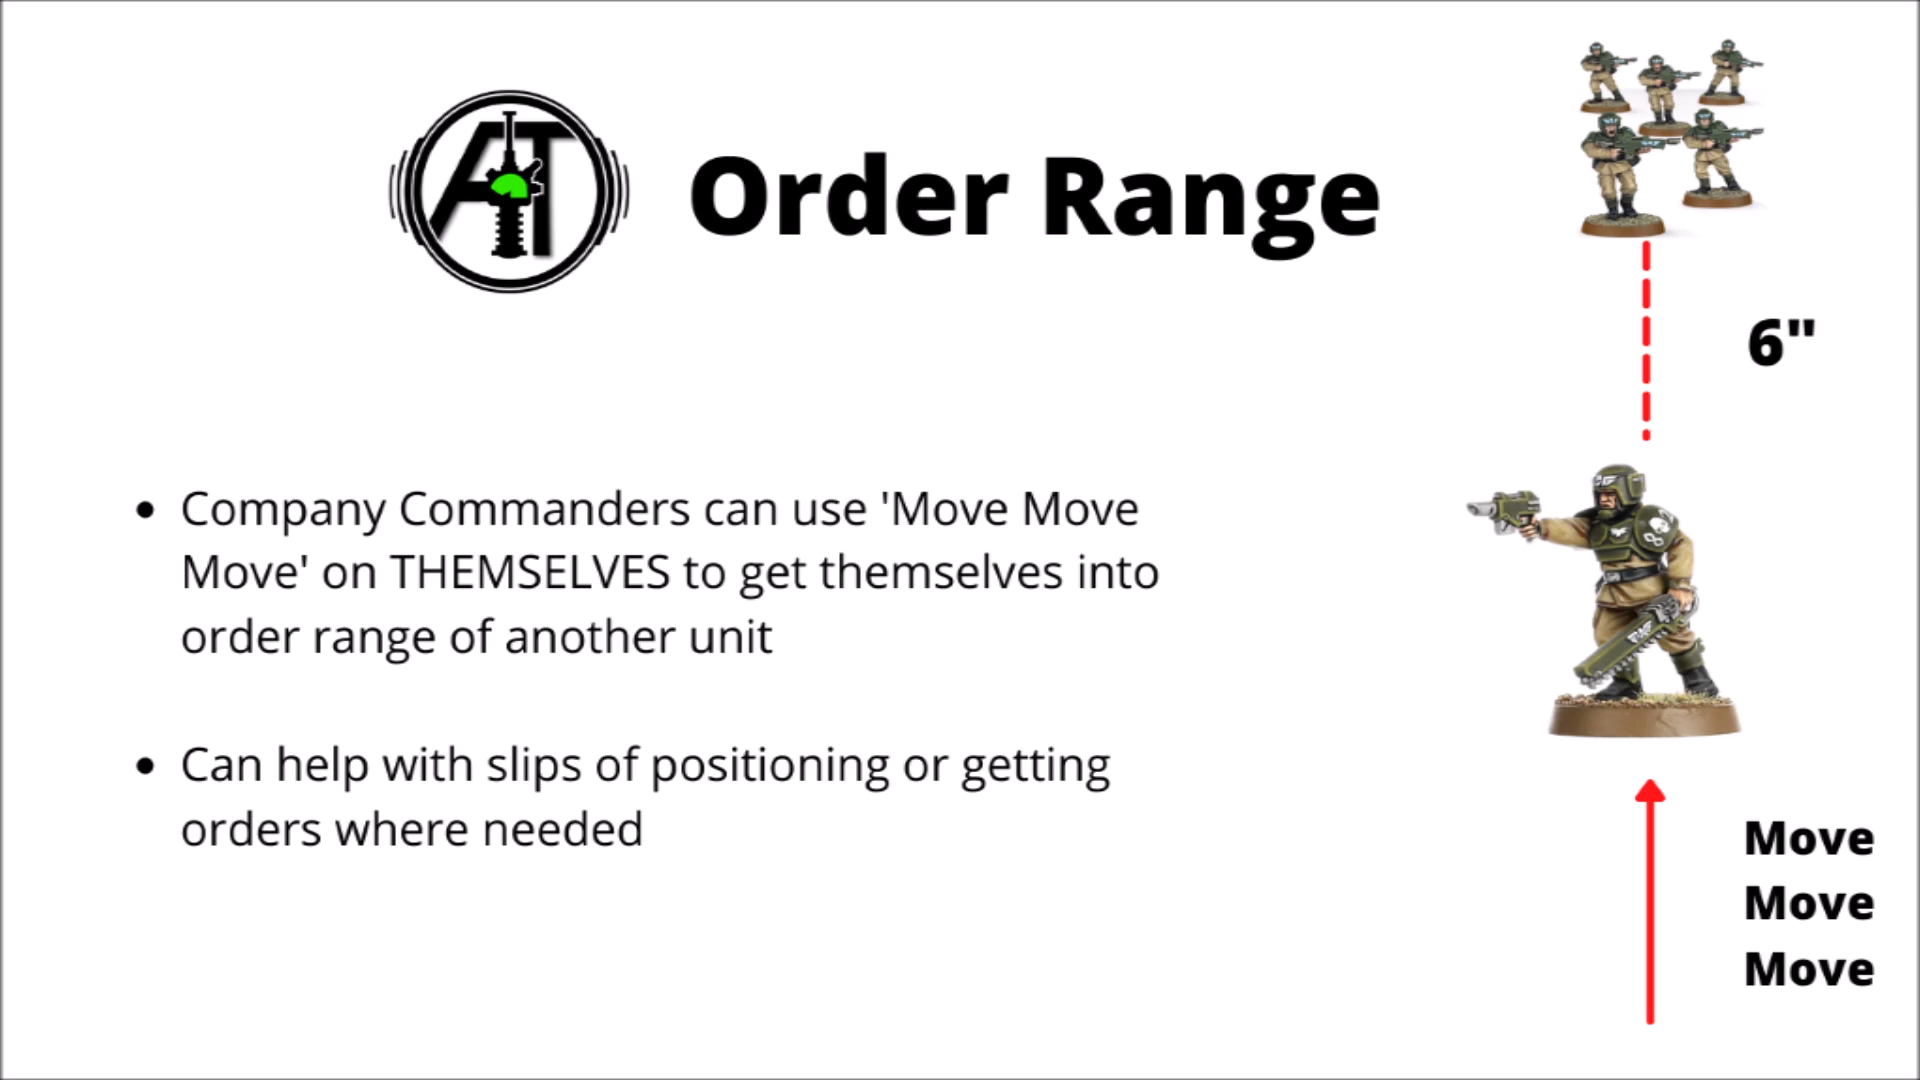 AT
Order Range
6"
• Company Commanders can use 'Move Move
Move' on THEMSELVES to get themselves into
order range of another unit
• Can help with slips of positioning or getting
orders where needed
Move
Move
Move